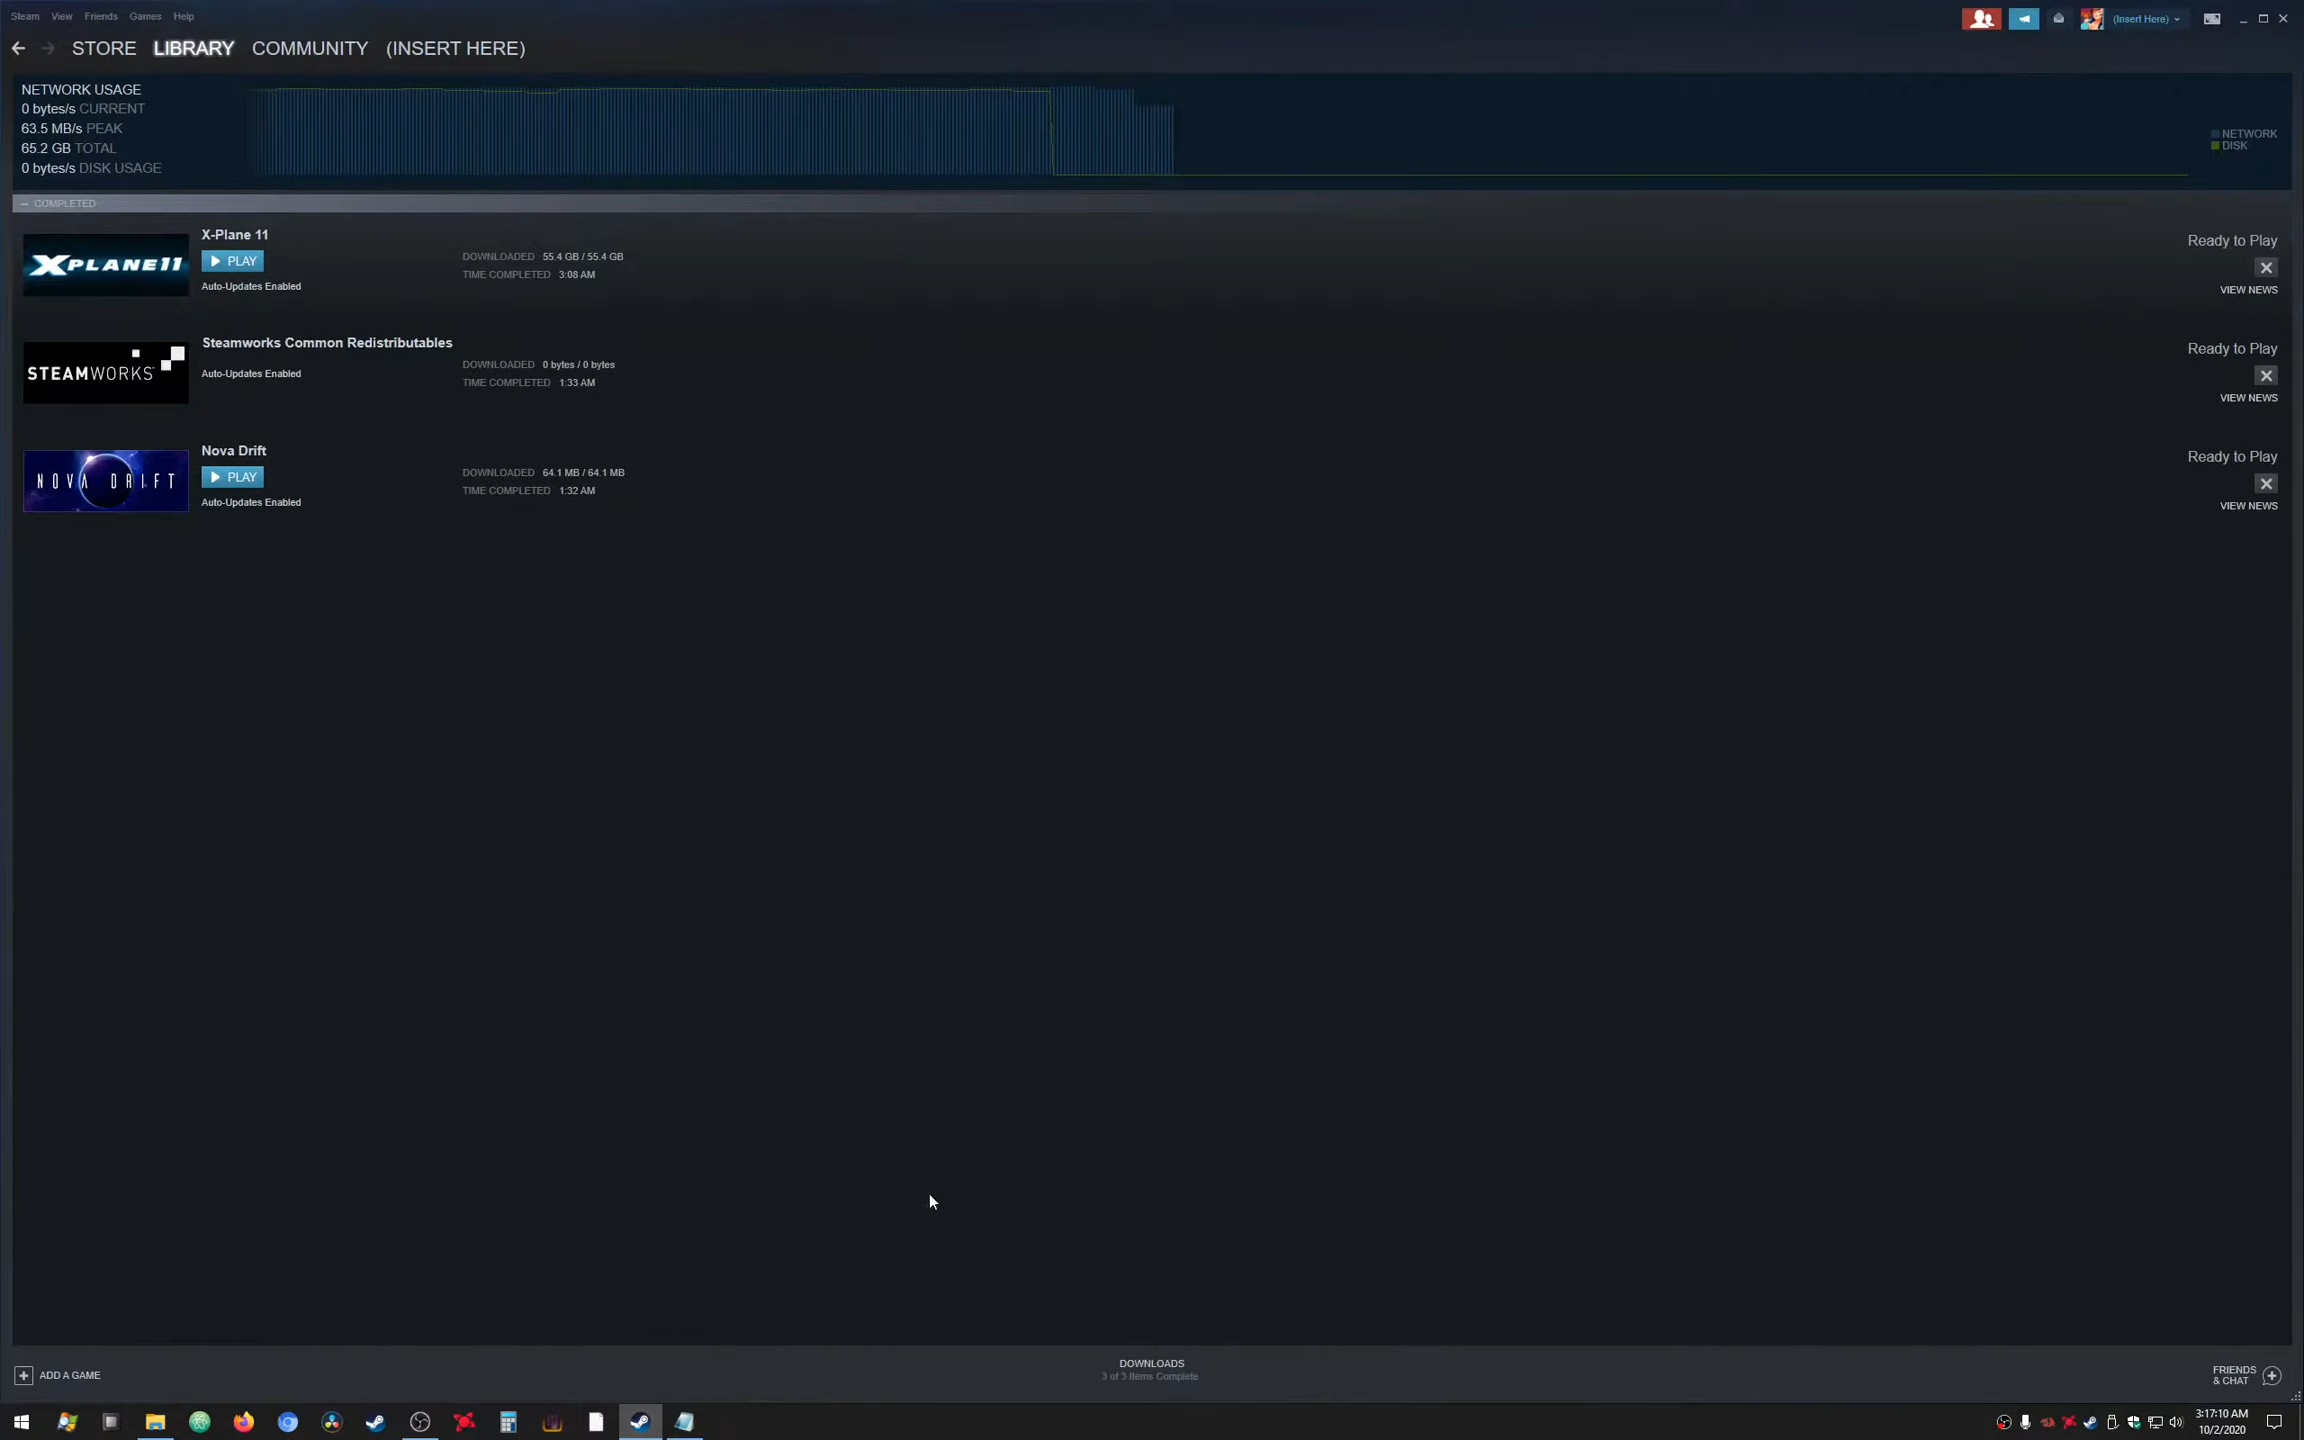 Steam View Friends Games Help
(Insert Here)
STORE LIBRARY COMMUNITY (INSERT HERE)
NETWORK USAGE
0 bytes/s CURRENT
63.5 MB/s PEAK
65.2 GB TOTAL
0 bytes/s DISK USAGE
NETWORK
DISK
COMPLETED
XPLANE11
X-Plane 11
PLAY
Auto-Updates Enabled
DOWNLOADED 55.4 GB / 55.4 GB
TIME COMPLETED 3:08 AM
Ready to Play
VIEW NEWS
STEAMWORKS
Steamworks Common Redistributables
Auto-Updates Enabled
DOWNLOADED 0 bytes / 0 bytes
TIME COMPLETED 1:33 AM
Ready to Play
VIEW NEWS
NOVA DRIFT
Nova Drift
PLAY
Auto-Updates Enabled
DOWNLOADED 64.1 MB / 64.1 MB
TIME COMPLETED 1:32 AM
Ready to Play
VIEW NEWS
ADD A GAME
DOWNLOADS
3 of 3 Items Complete
FRIENDS
& CHAT
3:17:10 AM
10/2/2020